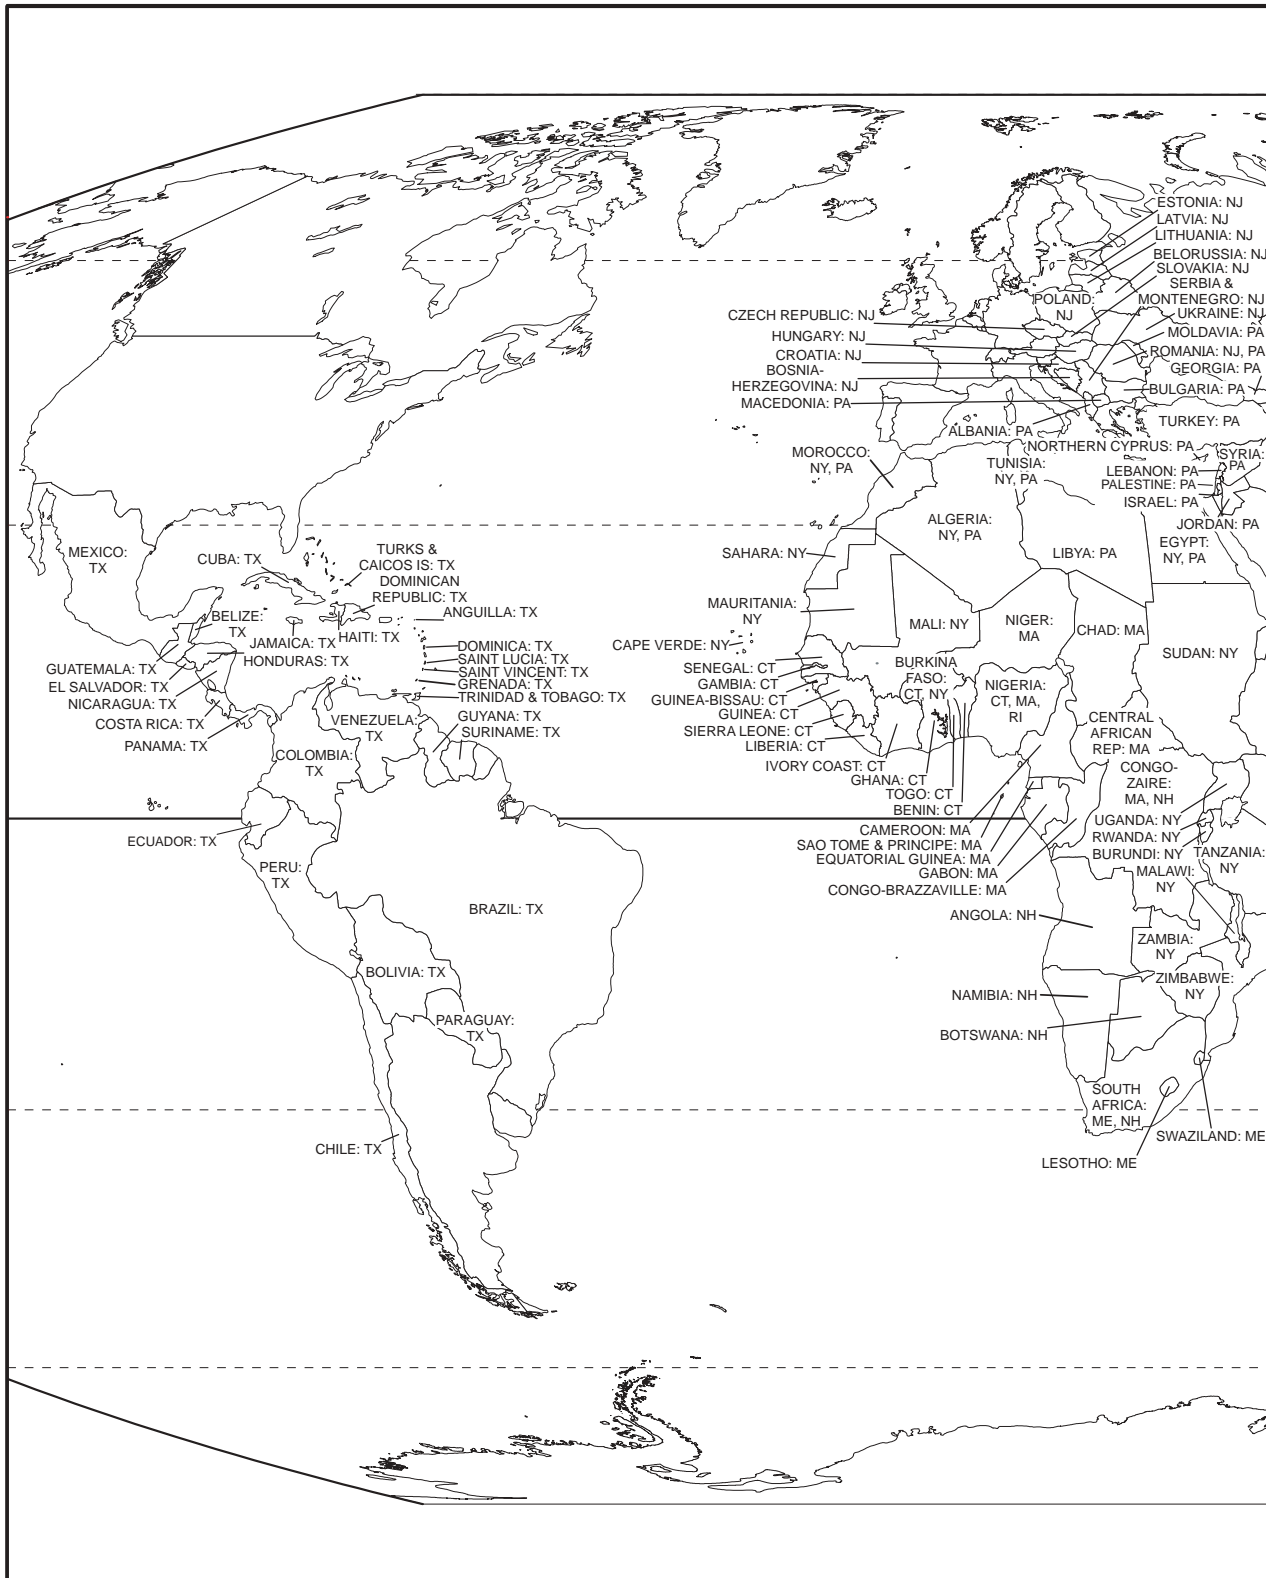 ESTONIA: NJ
LATVIA: NJ
LITHUANIA: NJ
BELORUSSIA: NJ
SLOVAKIA: NJ
SERBIA &
MONTENEGRO: NJ
POLAND:
NJ
UKRAINE: NJ
CZECH REPUBLIC: NJ
MOLDAVIA: PA
HUNGARY: NJ
ROMANIA: NJ, PA
CROATIA: NJ
GEORGIA: PA
BOSNIA-
HERZEGOVINA: NJ
BULGARIA: PA
MACEDONIA: PA
TURKEY: PA
ALBANIA: PA
NORTHERN CYPRUS: PA
MOROCCO:
NY, PA
SYRIA:
PA
TUNISIA:
NY, PA
LEBANON: PA
PALESTINE: PA
ISRAEL: PA
JORDAN: PA
ALGERIA:
NY, PA
EGYPT:
NY, PA
LIBYA: PA
SAHARA: NY
MEXICO:
TX
CUBA: TX
TURKS &
CAICOS IS: TX
DOMINICAN
REPUBLIC: TX
ANGUILLA: TX
BELIZE:
TX
JAMAICA: TX
HAITI: TX
HONDURAS: TX
GUATEMALA: TX
EL SALVADOR: TX
NICARAGUA: TX
COSTA RICA: TX
PANAMA: TX
DOMINICA: TX
SAINT LUCIA: TX
SAINT VINCENT: TX
GRENADA: TX
TRINIDAD & TOBAGO: TX
GUYANA: TX
SURINAME: TX
VENEZUELA:
TX
COLOMBIA:
TX
MAURITANIA:
NY
MALI: NY
NIGER:
MA
CHAD: MA
SUDAN: NY
CAPE VERDE: NY
SENEGAL: CT
GAMBIA: CT
GUINEA-BISSAU: CT
GUINEA: CT
SIERRA LEONE: CT
LIBERIA: CT
IVORY COAST: CT
GHANA: CT
TOGO: CT
BENIN: CT
BURKINA
FASO:
CT, NY
NIGERIA:
CT, MA,
RI
CENTRAL
AFRICAN
REP: MA
CONGO-
ZAIRE:
MA, NH
CAMEROON: MA
SAO TOME & PRINCIPE: MA
EQUATORIAL GUINEA: MA
GABON: MA
CONGO-BRAZZAVILLE: MA
UGANDA: NY
RWANDA: NY
BURUNDI: NY
TANZANIA:
NY
MALAWI:
NY
ECUADOR: TX
PERU:
TX
BRAZIL: TX
BOLIVIA: TX
PARAGUAY:
TX
CHILE: TX
ANGOLA: NH
ZAMBIA:
NY
ZIMBABWE:
NY
NAMIBIA: NH
BOTSWANA: NH
SOUTH
AFRICA:
ME, NH
SWAZILAND: ME
LESOTHO: ME